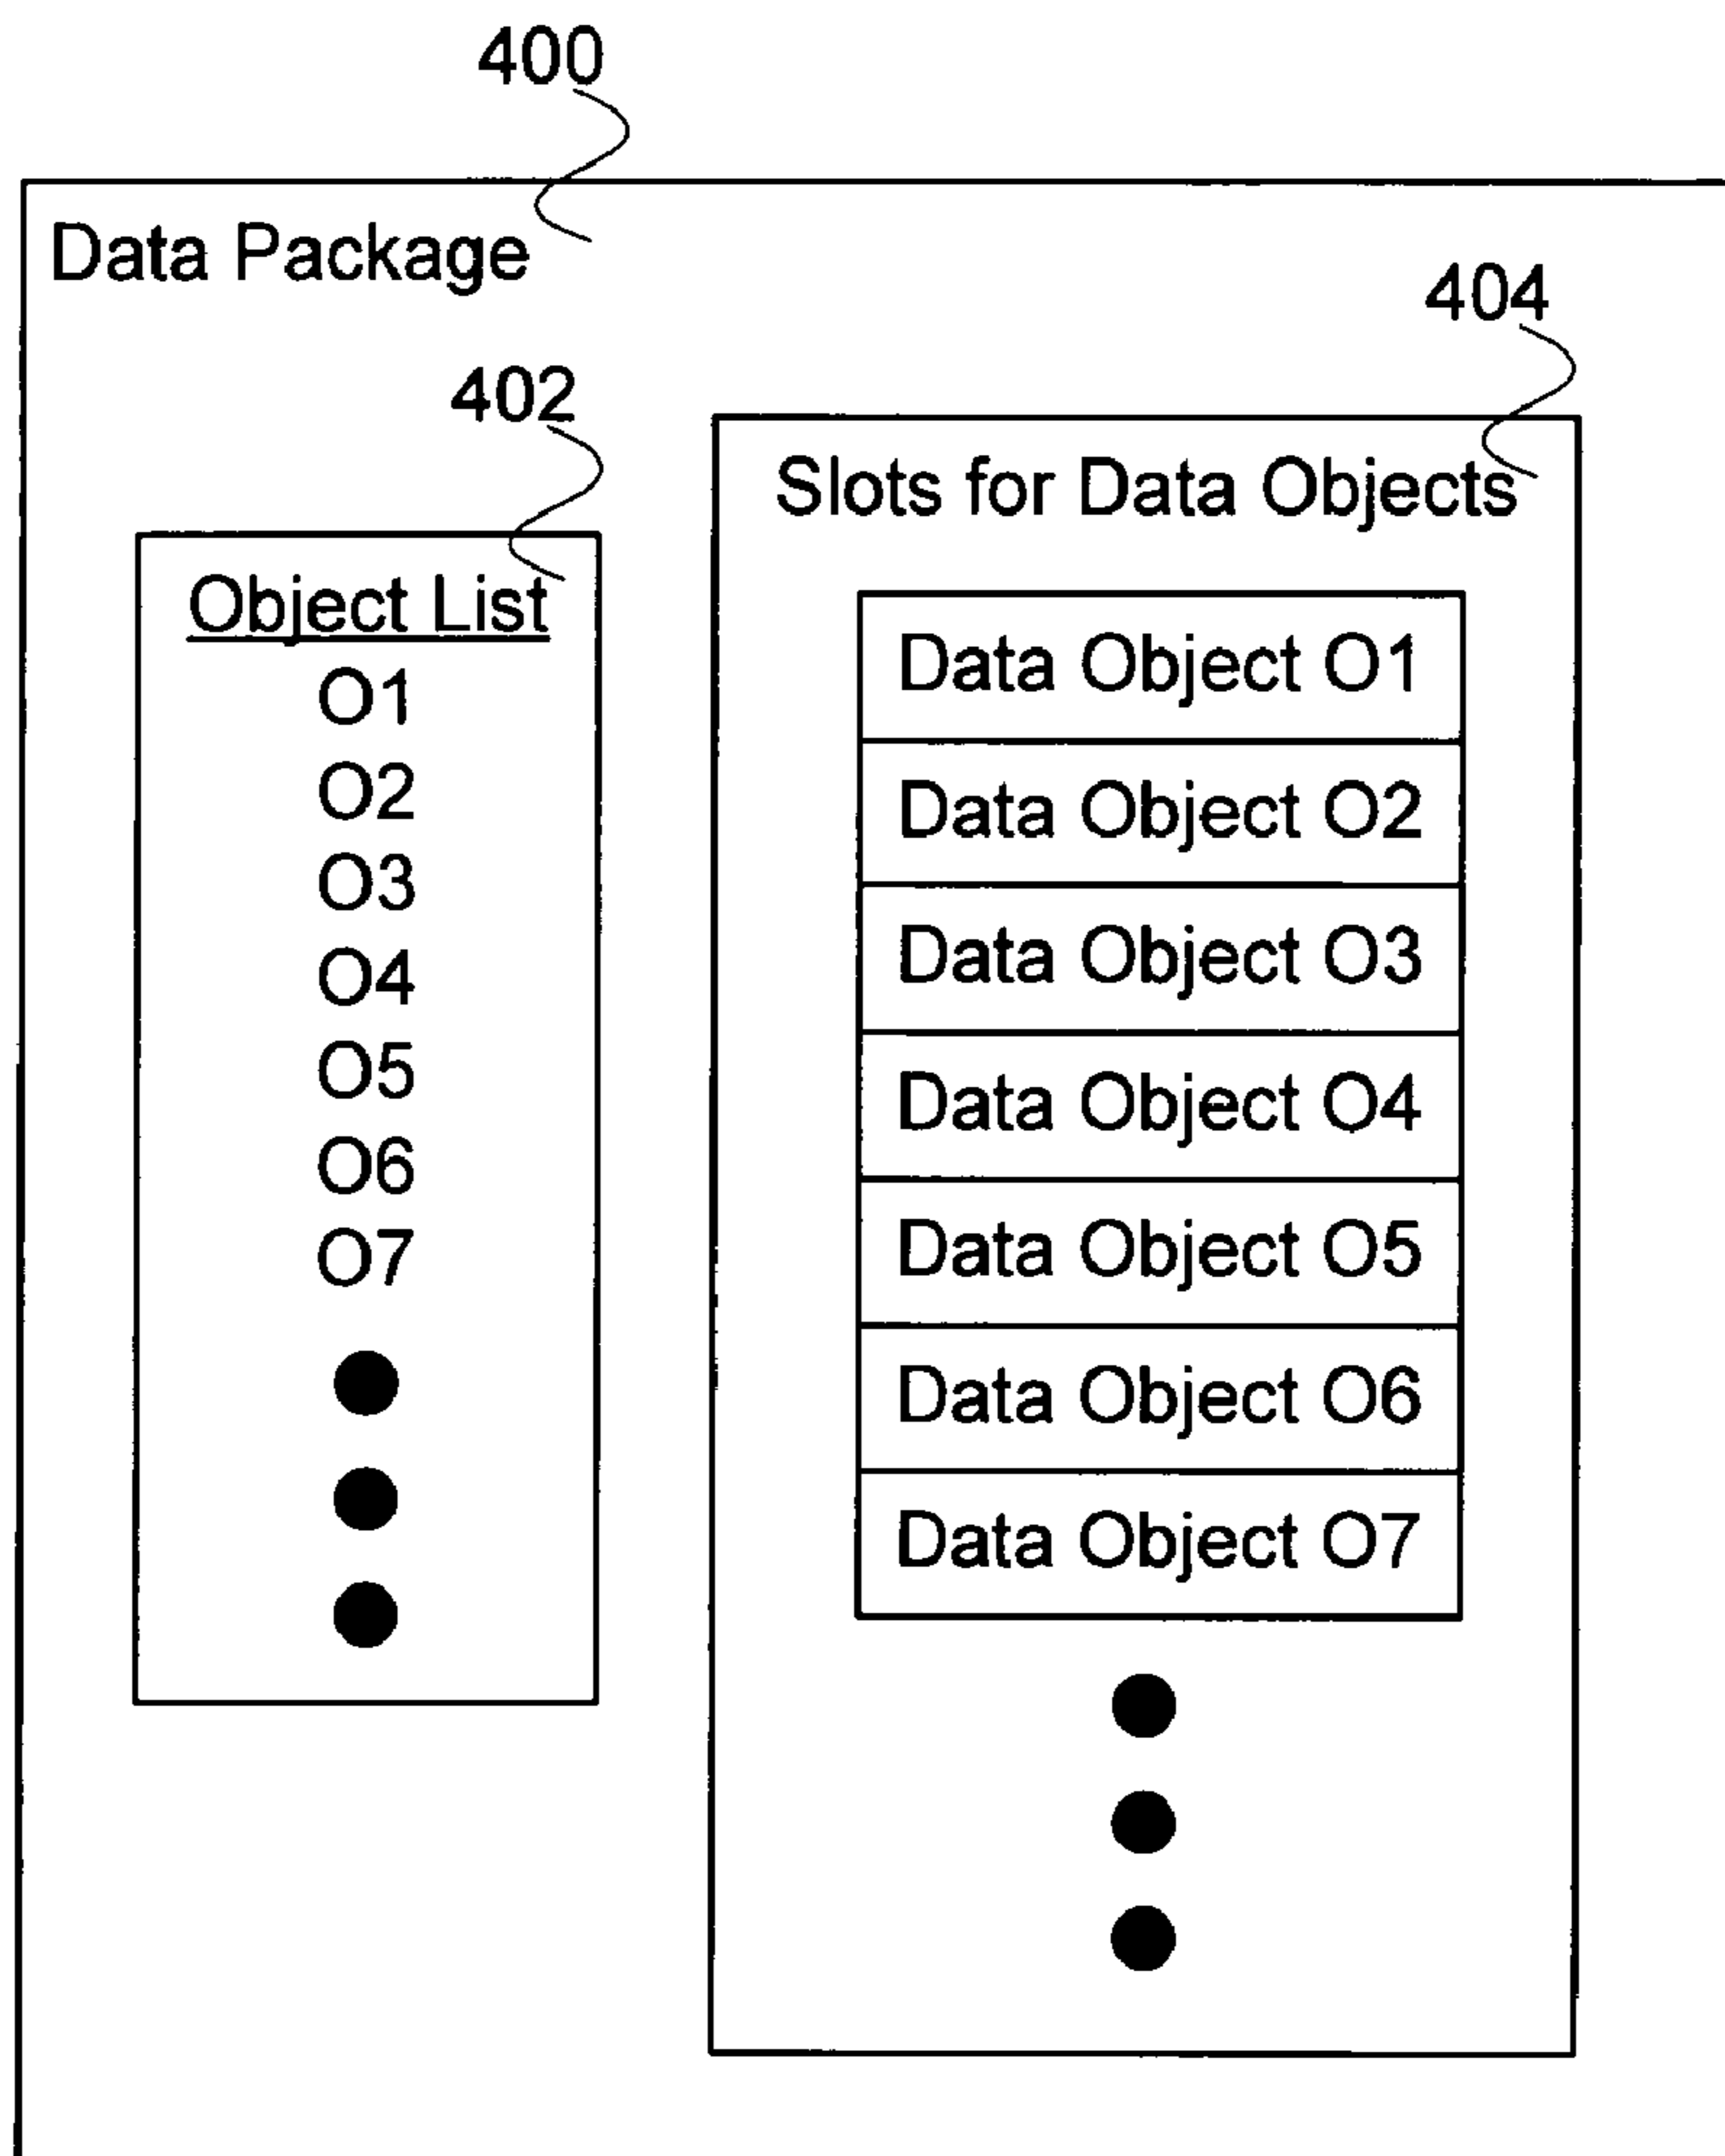 400
Data Package
404
402
Slots for Data Objects
Object List
O1
O2
O3
O4
O5
O6
O7
Data Object O1
Data Object O2
Data Object O3
Data Object O4
Data Object O5
Data Object O6
Data Object O7